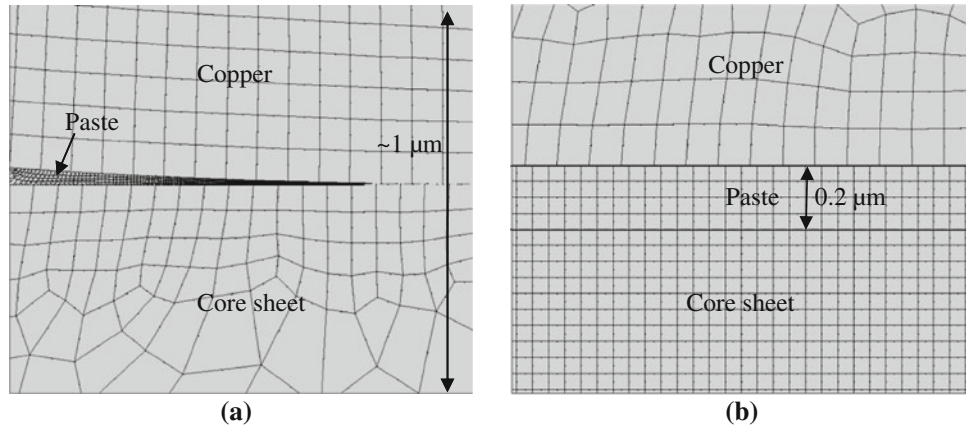 Copper
Paste
~1 μm
Core sheet
(a)
Copper
Paste
0.2 μm
Core sheet
(b)